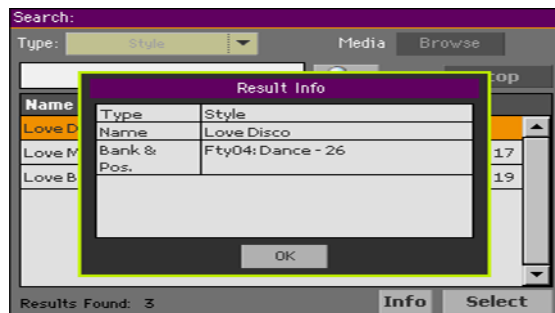 Search:
Type: Style Media Browse
Result Info
Name
Type Style
Love D
Name Love Disco
Love M
Bank & Fty04: Dance - 26
17
Pos.
Love B
19
OK
Results Found: 3 Info Select